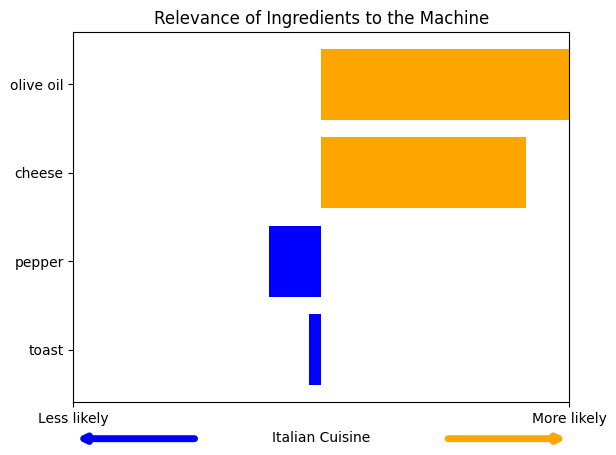 Relevance of Ingredients to the Machine
olive oil
cheese
pepper
toast
Less likely
More likely
Italian Cuisine